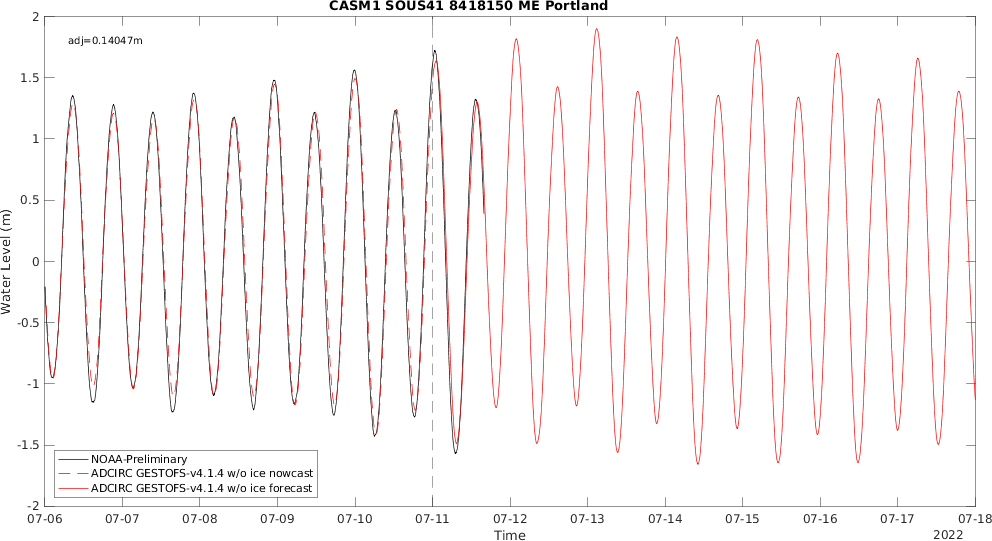 CASM1 SOUS41 8418150 ME Portland
adj=0.14047m
2
1.5
1
0.5
0
-0.5
-1
-1.5
-2
Water Level (m)
NOAA-Preliminary
ADCIRC GESTOFS-v4.1.4 w/o ice nowcast
ADCIRC GESTOFS-v4.1.4 w/o ice forecast
07-06 07-07 07-08 07-09 07-10 07-11 07-12 07-13 07-14 07-15 07-16 07-17 07-18
Time
2022